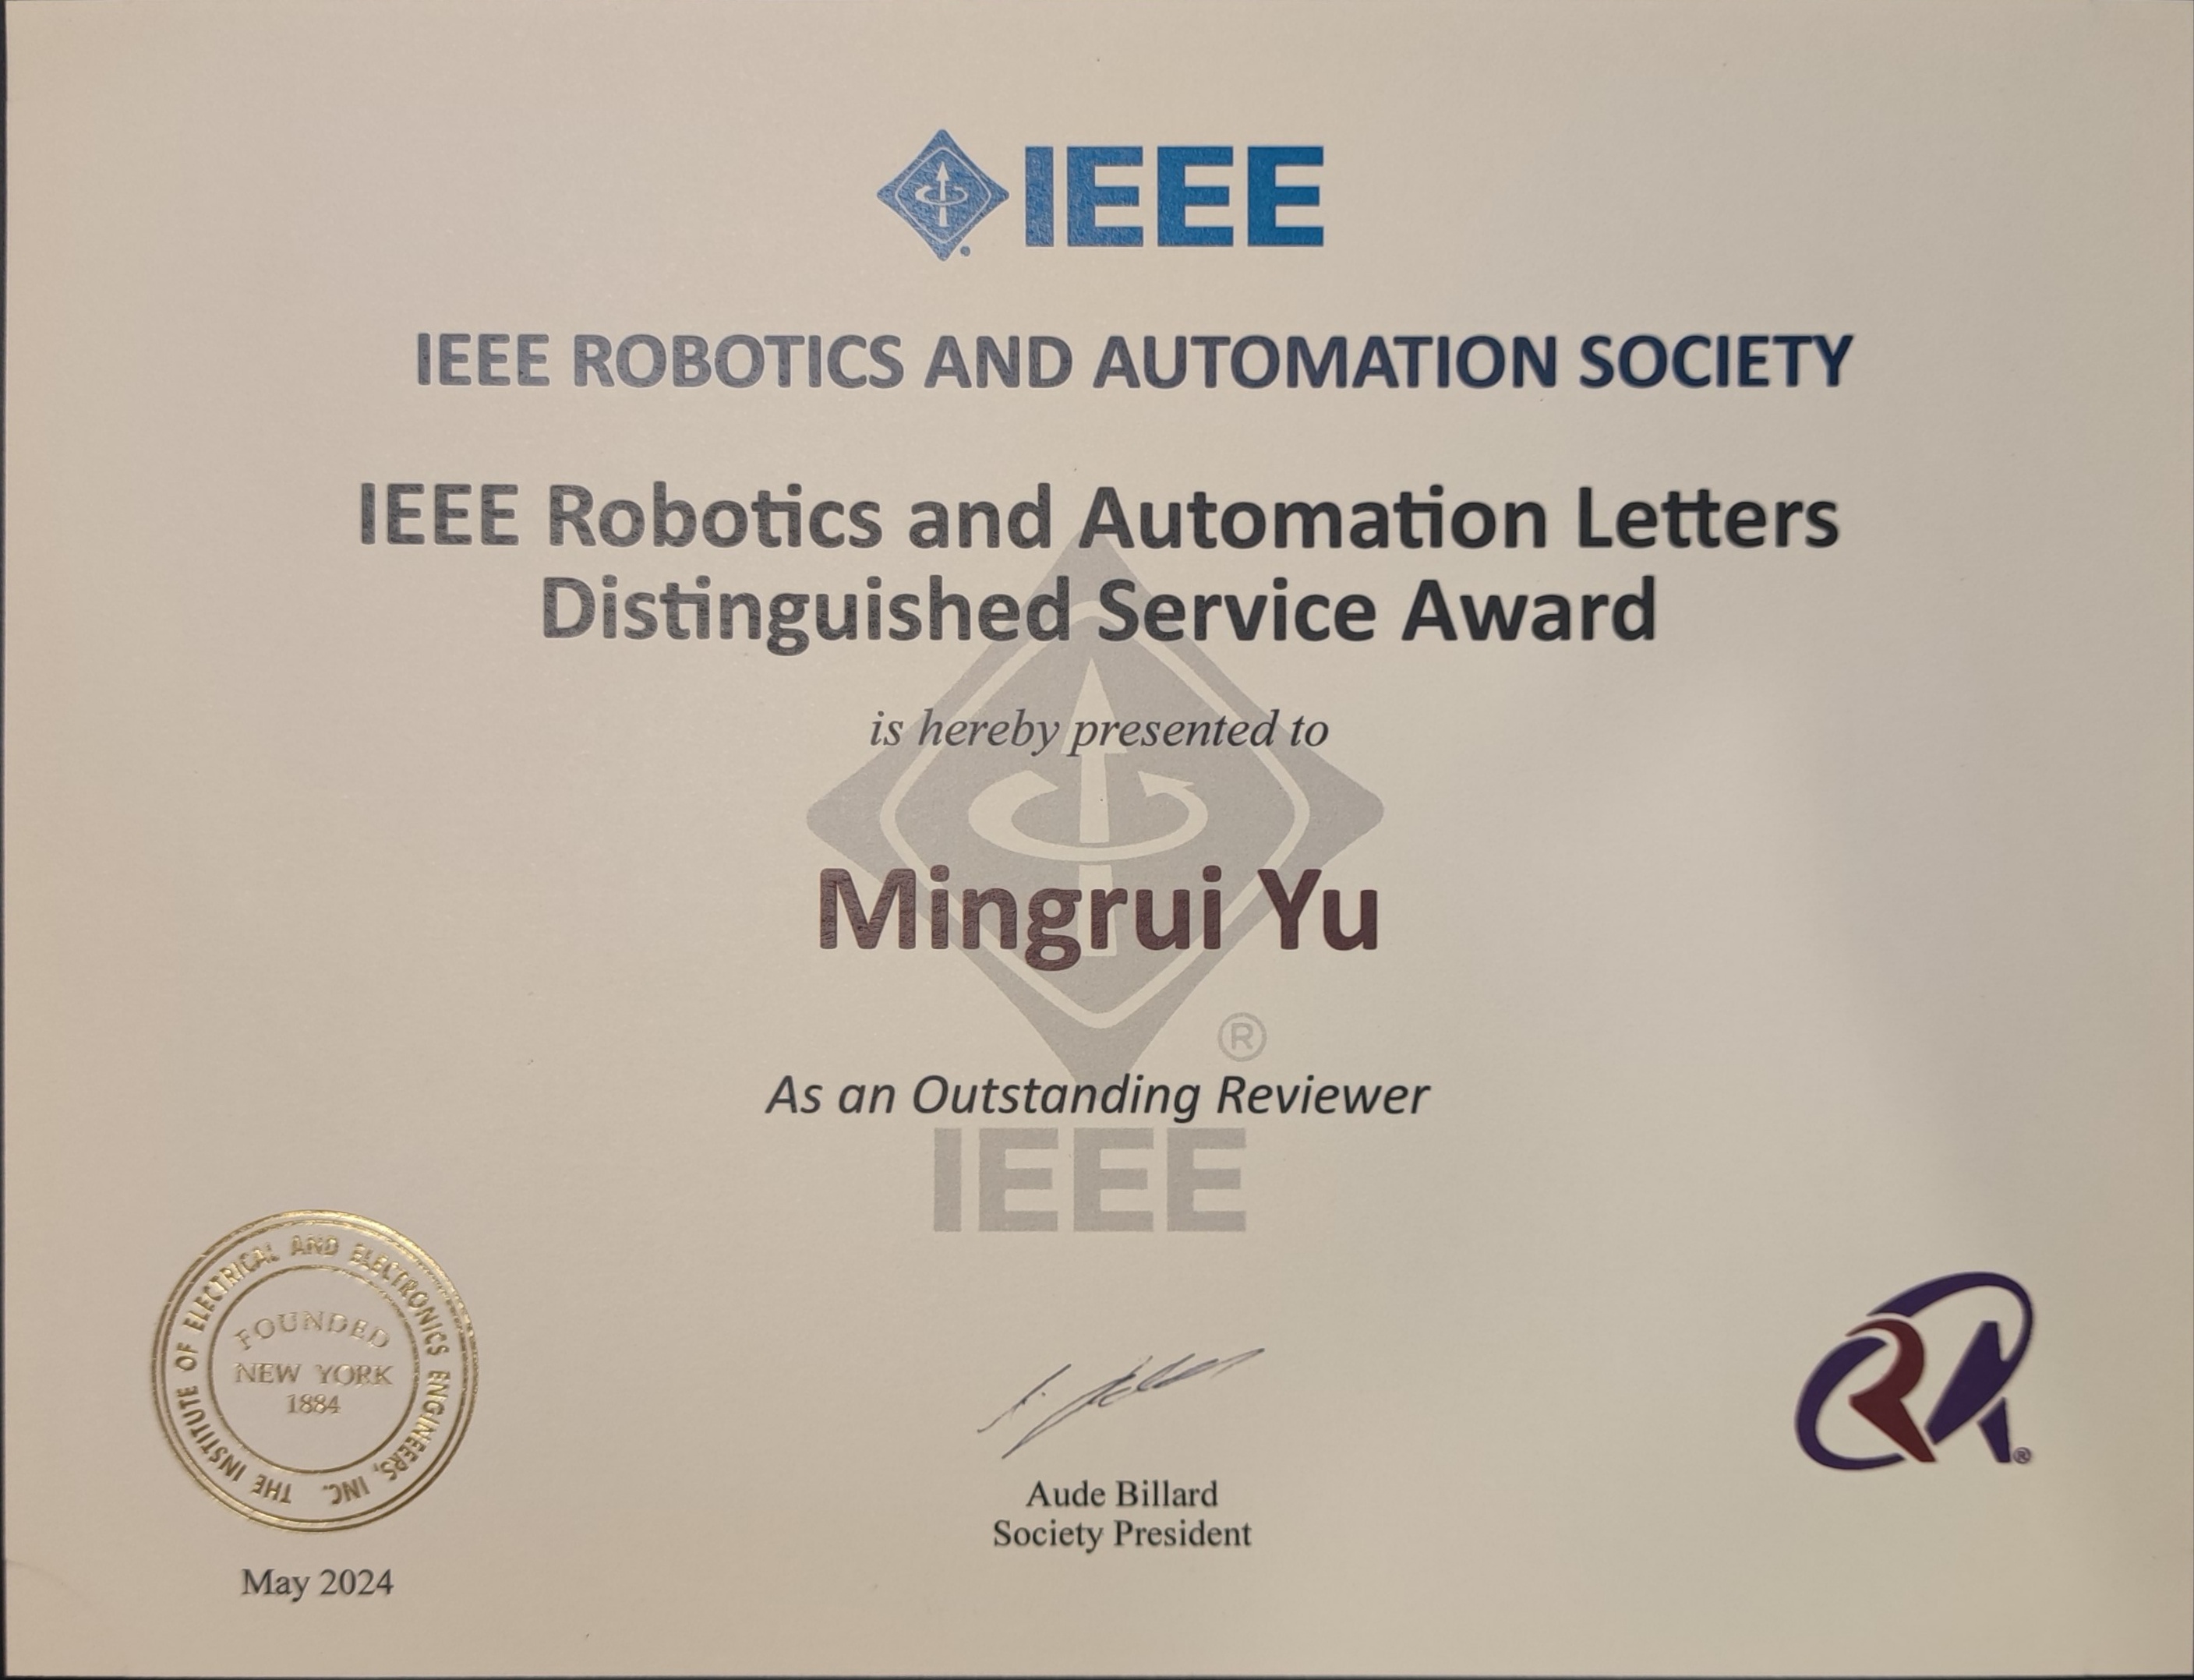 IEEE
IEEE ROBOTICS AND AUTOMATION SOCIETY
IEEE Robotics and Automation Letters
Distinguished Service Award
is hereby presented to
Mingrui Yu
®
As an Outstanding Reviewer
IEEE
THE INSTITUTE OF ELECTRICAL AND ELECTRONICS ENGINEERS, INC.
FOUNDED
NEW YORK
1884
RA®
Aude Billard
Society President
May 2024